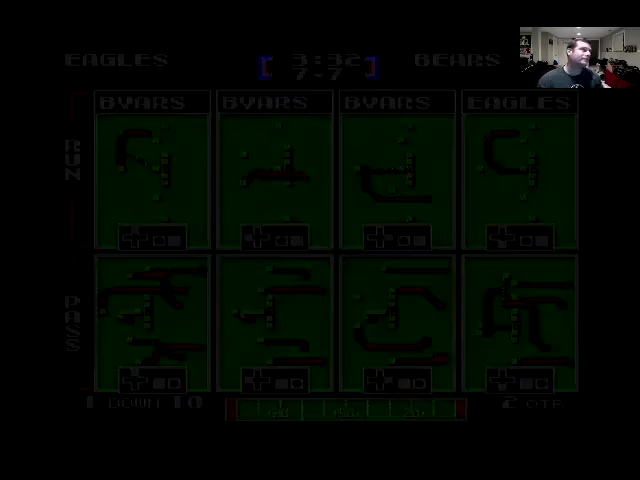 EAGLES 3:32 BEARS
7-7
BYARS BYARS BYARS EAGLES
RUN
PASS
1 DOWN 10 2 QTR